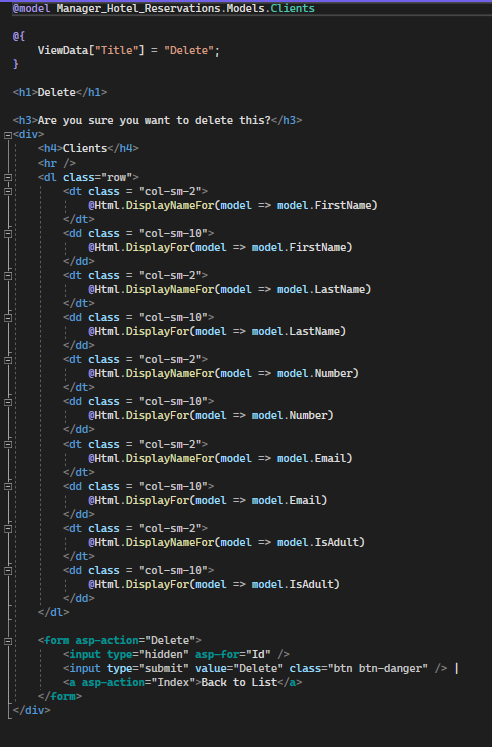 @model Manager_Hotel_Reservations.Models.Clients
@{
ViewData["Title"] = "Delete";
}
<h1>Delete</h1>
<h3>Are you sure you want to delete this?</h3>
<div>
<h4>Clients</h4>
<hr />
<dl class="row">
<dt class = "col-sm-2">
@Html.DisplayNameFor(model => model.FirstName)
</dt>
<dd class = "col-sm-10">
@Html.DisplayFor(model => model.FirstName)
</dd>
<dt class = "col-sm-2">
@Html.DisplayNameFor(model => model.LastName)
</dt>
<dd class = "col-sm-10">
@Html.DisplayFor(model => model.LastName)
</dd>
<dt class = "col-sm-2">
@Html.DisplayNameFor(model => model.Number)
</dt>
<dd class = "col-sm-10">
@Html.DisplayFor(model => model.Number)
</dd>
<dt class = "col-sm-2">
@Html.DisplayNameFor(model => model.Email)
</dt>
<dd class = "col-sm-10">
@Html.DisplayFor(model => model.Email)
</dd>
<dt class = "col-sm-2">
@Html.DisplayNameFor(model => model.IsAdult)
</dt>
<dd class = "col-sm-10">
@Html.DisplayFor(model => model.IsAdult)
</dd>
</dl>
<form asp-action="Delete">
<input type="hidden" asp-for="Id" />
<input type="submit" value="Delete" class="btn btn-danger" /> |
<a asp-action="Index">Back to List</a>
</form>
</div>